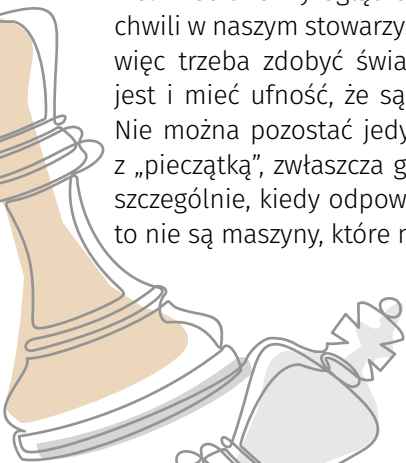 chwili w naszym stowarzys
więc trzeba zdobyć świa
jest i mieć ufność, że są
Nie można pozostać jedy
z „pieczątką”, zwłaszcza g
szczególnie, kiedy odpow
to nie są maszyny, które r